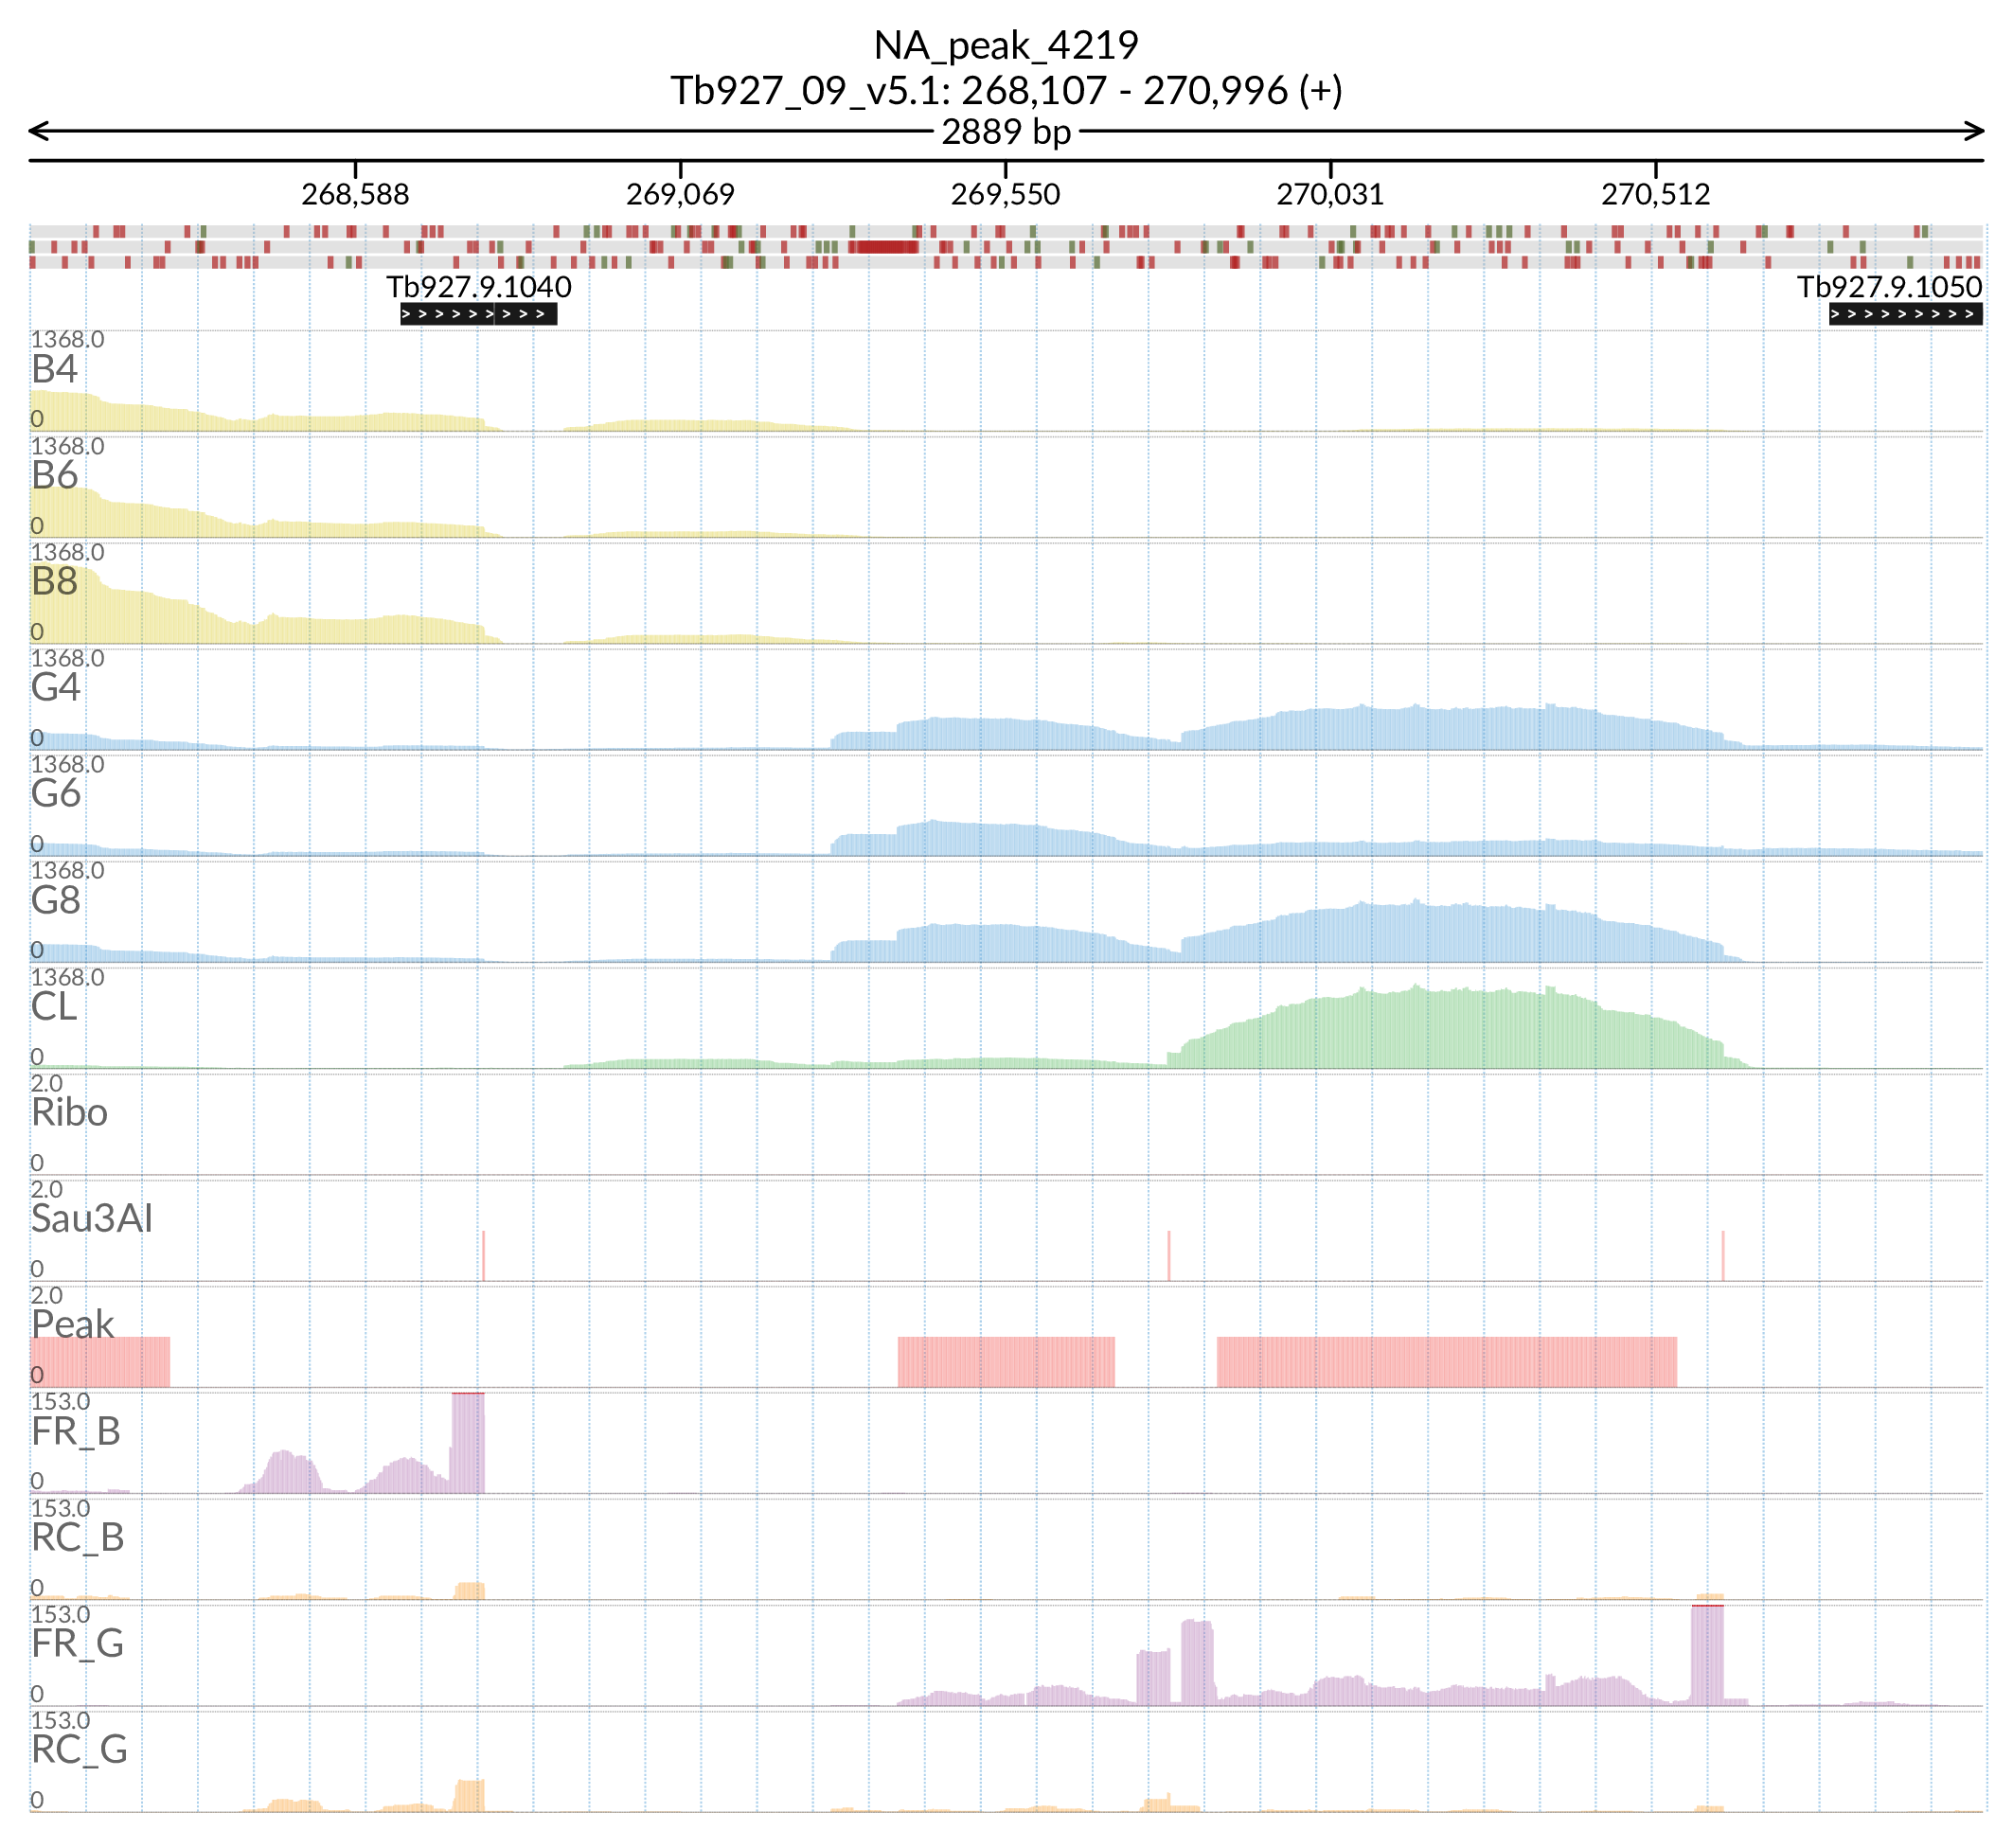 NA_peak_4219
Tb927_09_v5.1: 268,107 - 270,996 (+)
2889 bp
268,588 269,069 269,550 270,031 270,512
Tb927.9.1040 Tb927.9.1050
> > > > > > > > > > > > > > > > > >
1368.0
B4
0
1368.0
B6
0
1368.0
B8
0
1368.0
G4
0
1368.0
G6
0
1368.0
G8
0
1368.0
CL
0
2.0
Ribo
0
2.0
Sau3AI
0
2.0
Peak
0
153.0
FR_B
0
153.0
RC_B
0
153.0
FR_G
0
153.0
RC_G
0